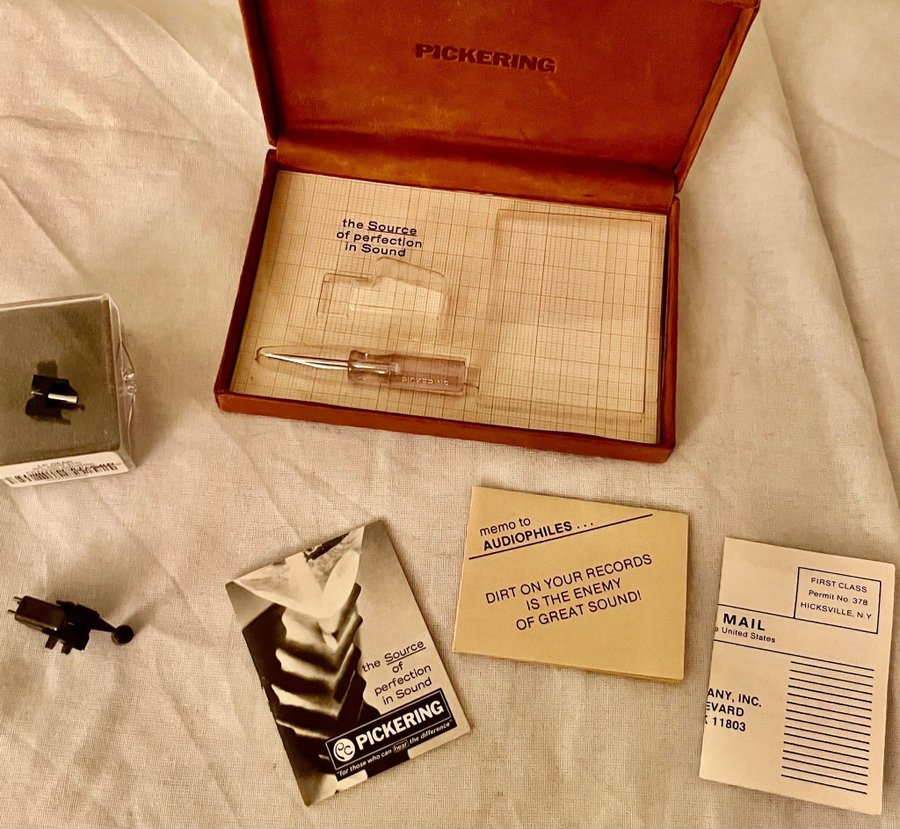 PICKERING
the Source
of perfection
in Sound
PICKERING
memo to
AUDIOPHILES . . .
DIRT ON YOUR RECORDS
IS THE ENEMY
OF GREAT SOUND!
FIRST CLASS
Permit No. 378
HICKSVILLE, N.Y
MAIL
e United States
ANY, INC.
EVARD
K 11803
the Source
of
perfection
in Sound
PICKERING
"for those who can hear the difference"